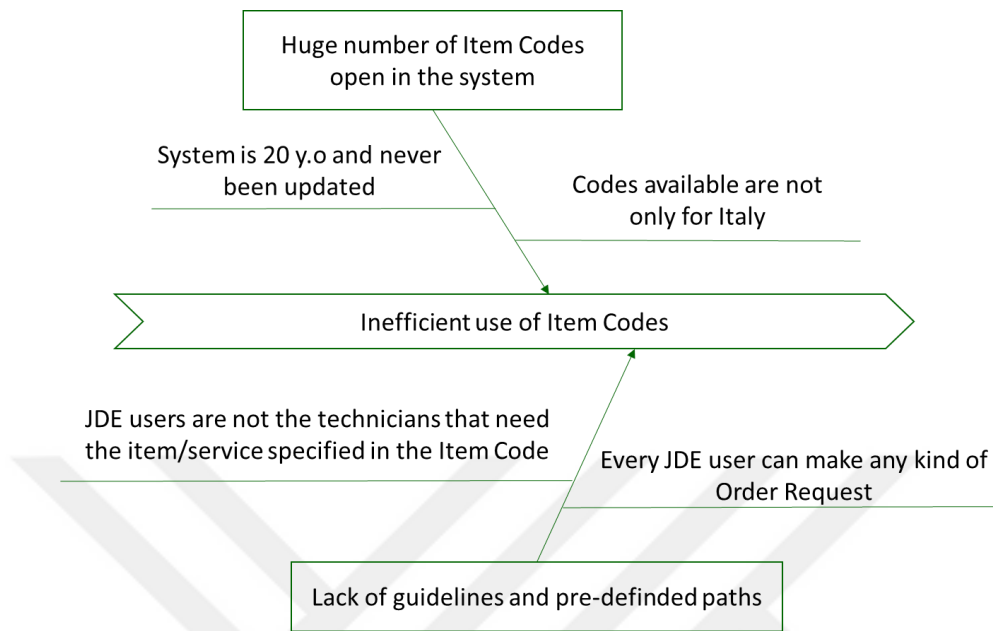 Huge number of Item Codes
open in the system
System is 20 y.o and never
been updated
Codes available are not
only for Italy
Inefficient use of Item Codes
JDE users are not the technicians that need
the item/service specified in the Item Code
Every JDE user can make any kind of
Order Request
Lack of guidelines and pre-definded paths